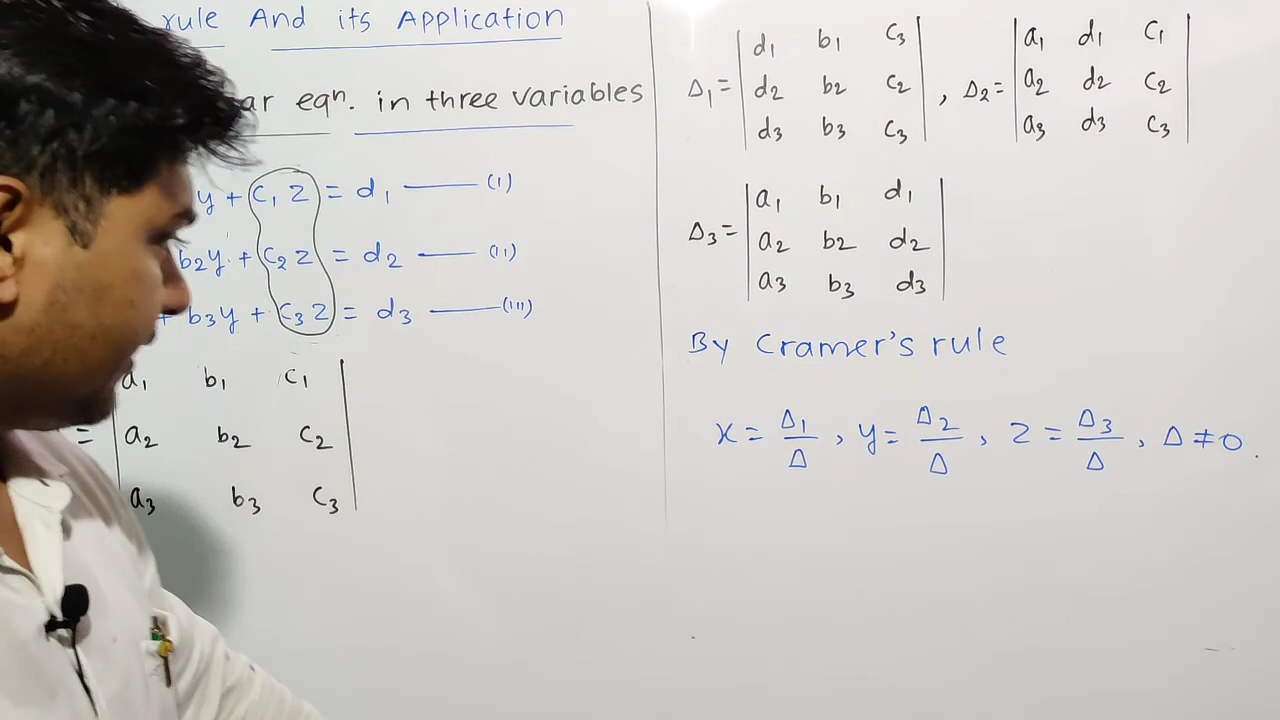 rule And its Application
ar eqn. in three variables
y + c1 z = d1 —— (i)
b2y + c2 z = d2 —— (ii)
+ b3y + c3 z = d3 —— (iii)
a1 b1 c1
= a2 b2 c2
a3 b3 c3
Δ1 = | d1 b1 c3 | , Δ2 = | a1 d1 c1 |
| d2 b2 c2 | | a2 d2 c2 |
| d3 b3 c3 | | a3 d3 c3 |
Δ3 = | a1 b1 d1 |
| a2 b2 d2 |
| a3 b3 d3 |
By Cramer's rule
x = Δ1/Δ , y = Δ2/Δ , z = Δ3/Δ , Δ ≠ 0.